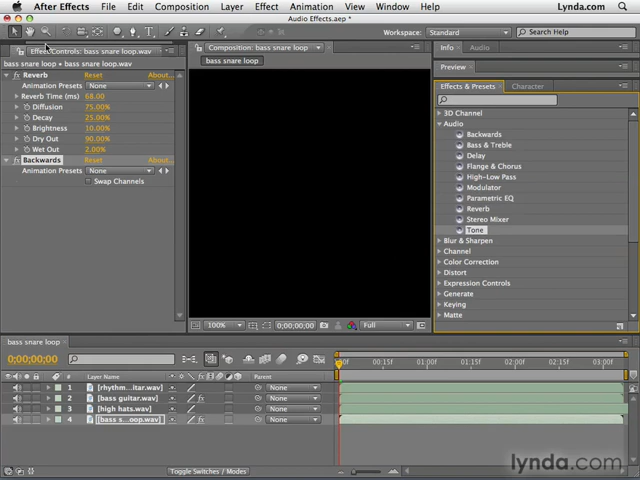 After Effects File Edit Composition Layer Effect Animation View Window Help Lynda.com
Audio Effects.aep *
Workspace: Standard
Effect Controls: bass snare loop.wav
Composition: bass snare loop
Info Audio
bass snare loop • bass snare loop.wav
bass snare loop
Preview
Reverb Reset About...
Animation Presets None
Reverb Time (ms) 68.00
Diffusion 75.00%
Decay 25.00%
Brightness 10.00%
Dry Out 90.00%
Wet Out 2.00%
Backwards Reset About...
Animation Presets None
Swap Channels
Effects & Presets Character
3D Channel
Audio
Backwards
Bass & Treble
Delay
Flange & Chorus
High-Low Pass
Modulator
Parametric EQ
Reverb
Stereo Mixer
Tone
Blur & Sharpen
Channel
Color Correction
Distort
Expression Controls
Generate
Keying
Matte
100% 0;00;00;00 Full
bass snare loop
0;00;00;00
00:15f 01:00f 01:15f 02:00f 02:15f 03:00f
# Layer Name Parent
1 [rhythm...itar.wav] None
2 [bass guitar.wav] None
3 [high hats.wav] None
4 [bass s...oop.wav] None
Toggle Switches / Modes
lynda.com